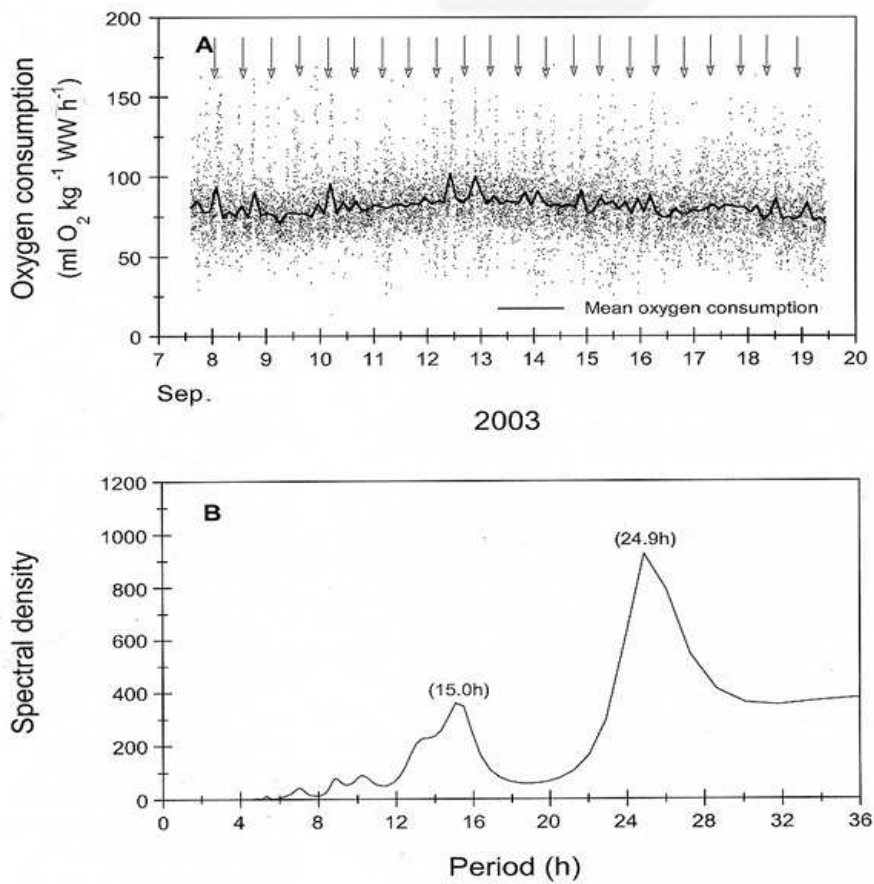 200
A
150
100
50
0
Oxygen consumption
(ml O₂ kg⁻¹ WW h⁻¹)
Mean oxygen consumption
7 8 9 10 11 12 13 14 15 16 17 18 19 20
Sep.
2003
1200
B
1000
800
600
400
200
0
Spectral density
(24.9h)
(15.0h)
0 4 8 12 16 20 24 28 32 36
Period (h)